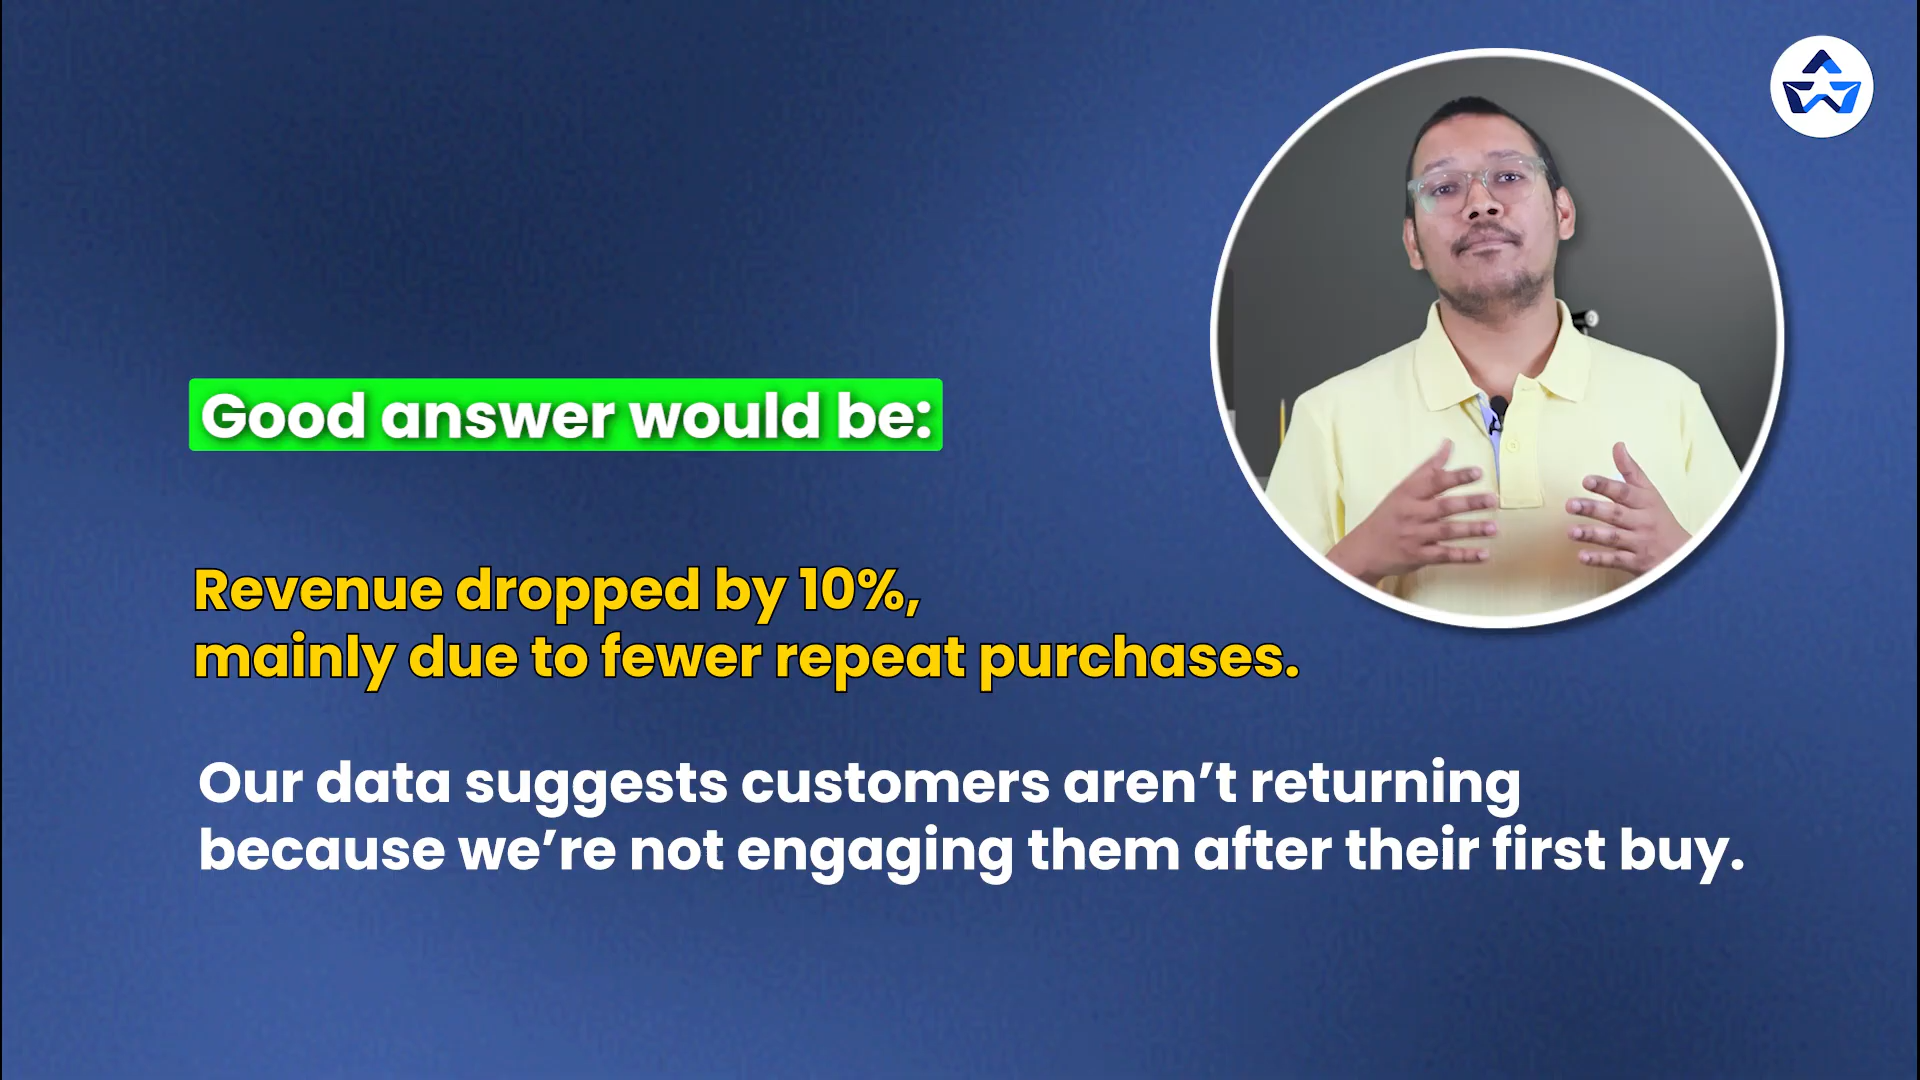 Good answer would be:
Revenue dropped by 10%,
mainly due to fewer repeat purchases.
Our data suggests customers aren’t returning
because we’re not engaging them after their first buy.